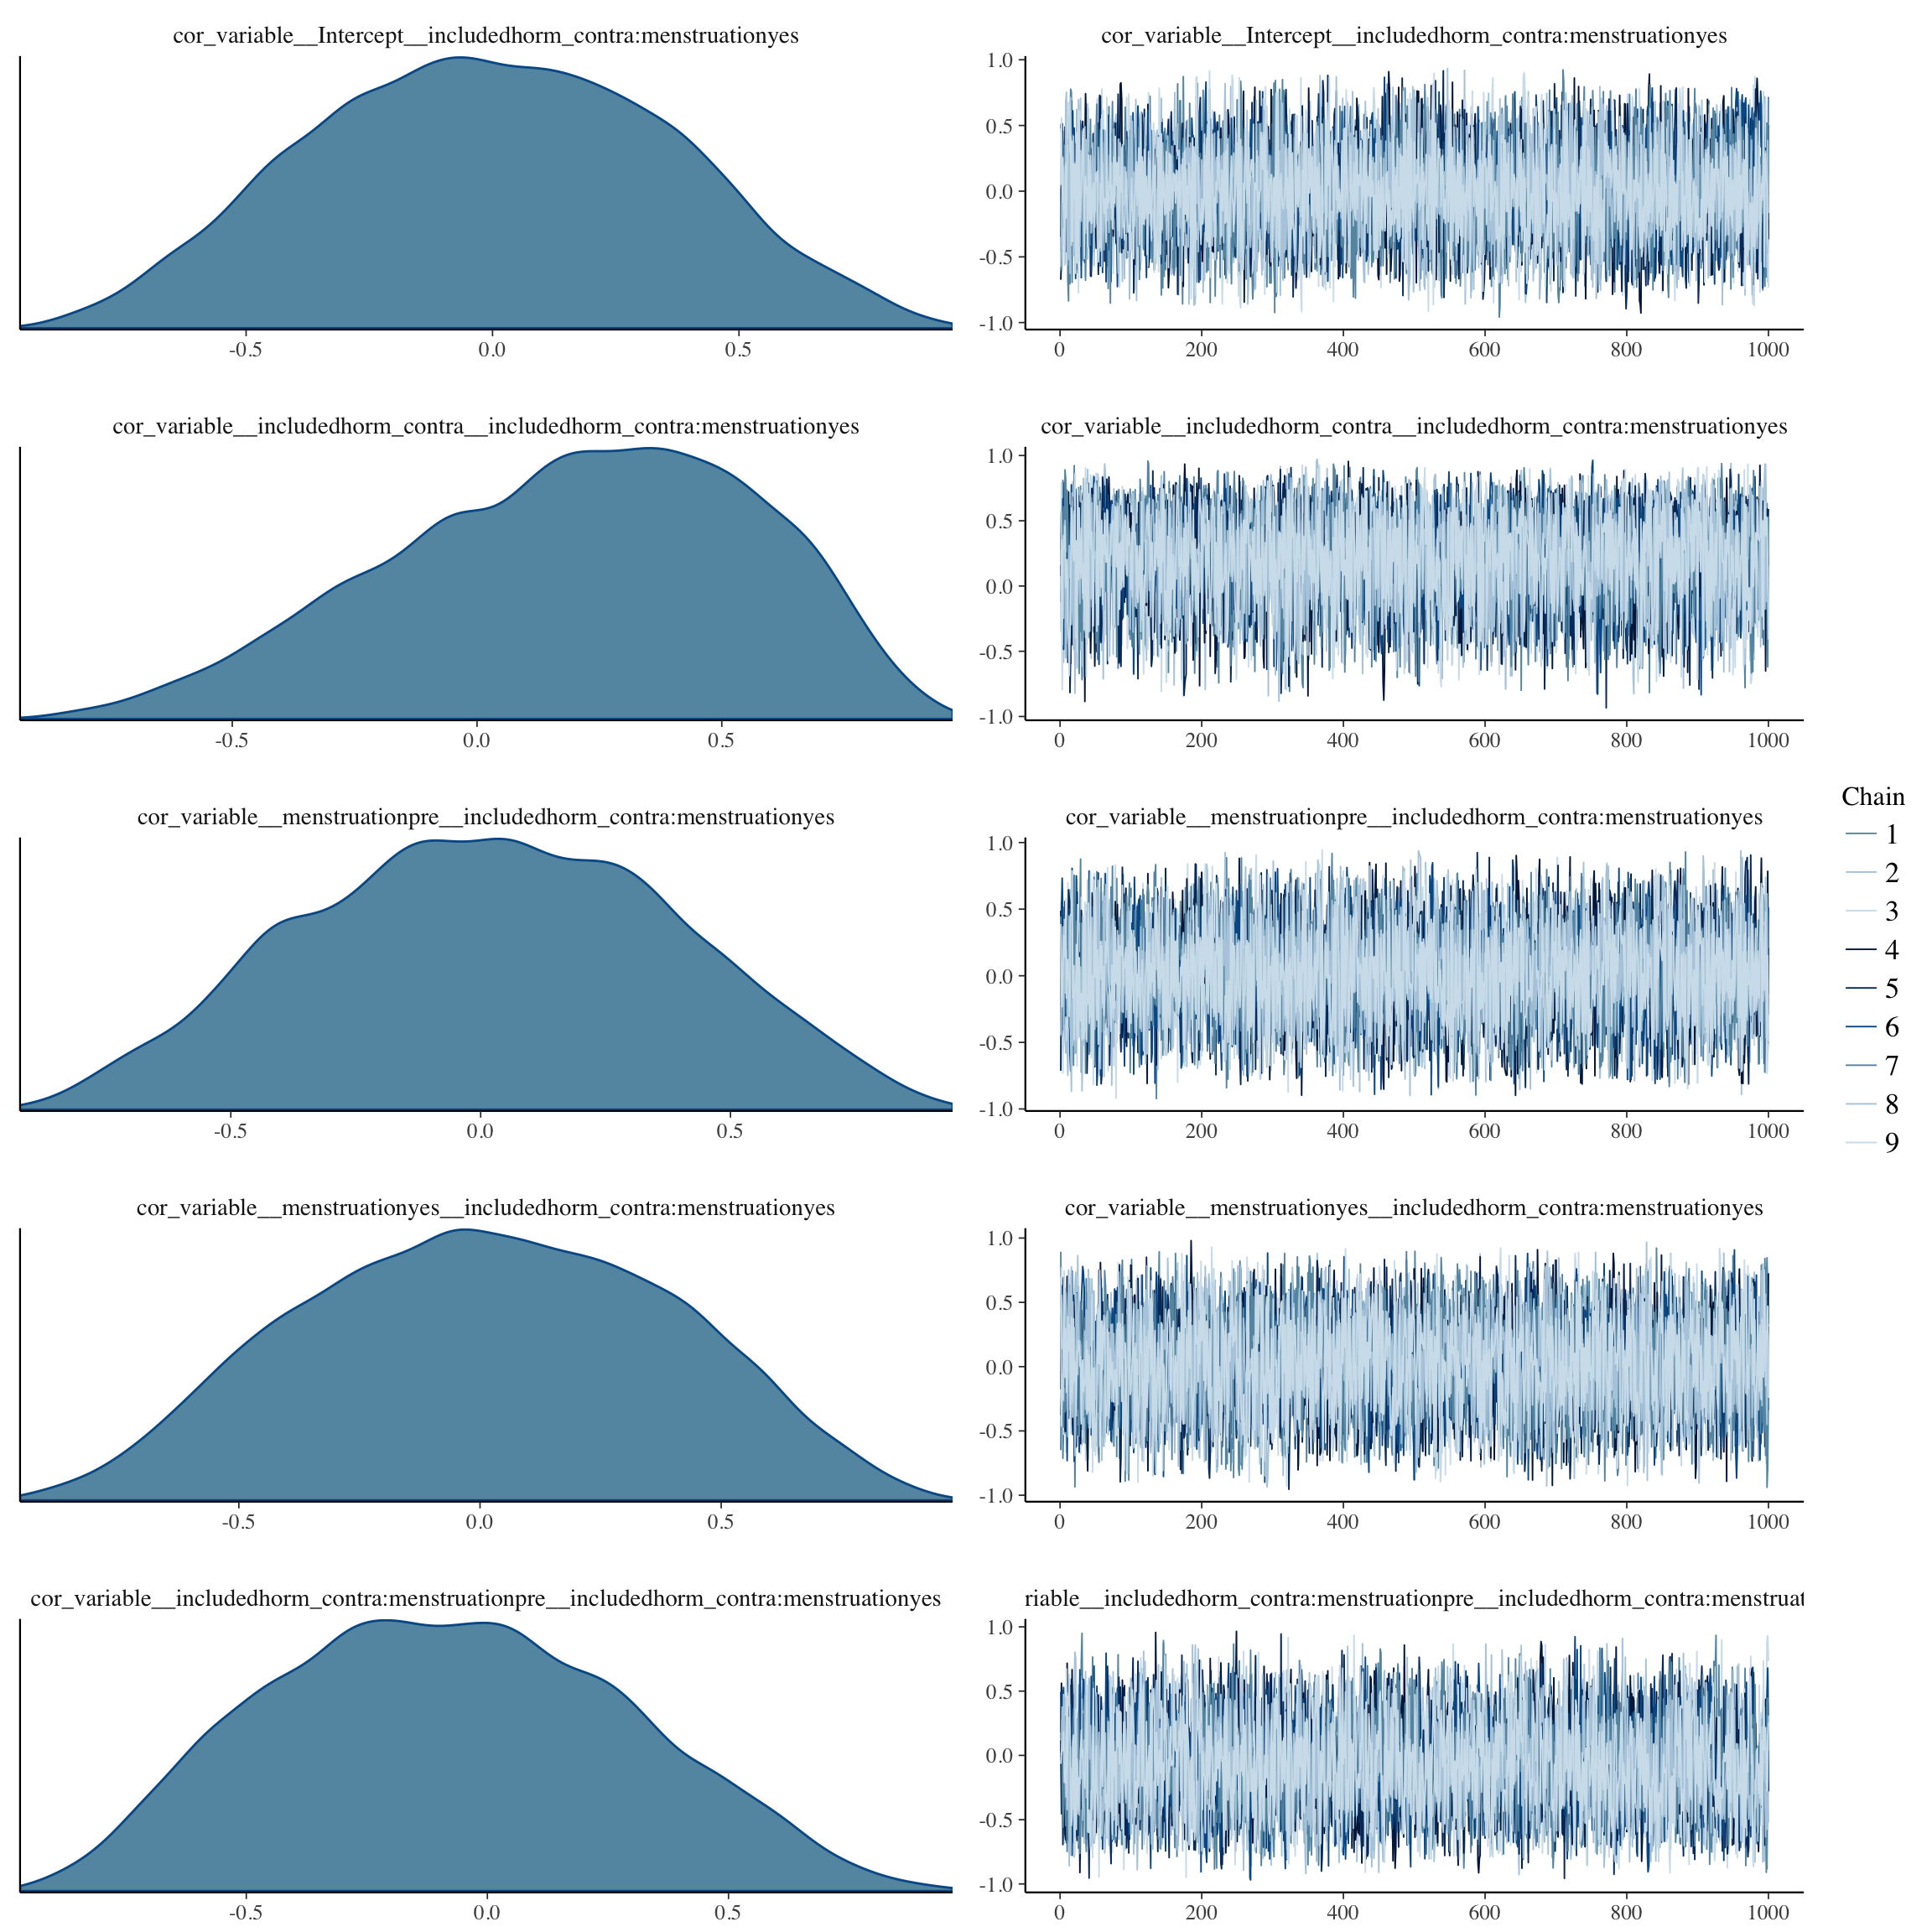 cor_variable__Intercept__includedhorm_contra:menstruationyes
-0.5 0.0 0.5
cor_variable__Intercept__includedhorm_contra:menstruationyes
1.0
0.5
0.0
-0.5
-1.0
0 200 400 600 800 1000
cor_variable__includedhorm_contra__includedhorm_contra:menstruationyes
-0.5 0.0 0.5
cor_variable__includedhorm_contra__includedhorm_contra:menstruationyes
1.0
0.5
0.0
-0.5
-1.0
0 200 400 600 800 1000
cor_variable__menstruationpre__includedhorm_contra:menstruationyes
-0.5 0.0 0.5
cor_variable__menstruationpre__includedhorm_contra:menstruationyes
1.0
0.5
0.0
-0.5
-1.0
0 200 400 600 800 1000
cor_variable__menstruationyes__includedhorm_contra:menstruationyes
-0.5 0.0 0.5
cor_variable__menstruationyes__includedhorm_contra:menstruationyes
1.0
0.5
0.0
-0.5
-1.0
0 200 400 600 800 1000
cor_variable__includedhorm_contra:menstruationpre__includedhorm_contra:menstruationyes
-0.5 0.0 0.5
riable__includedhorm_contra:menstruationpre__includedhorm_contra:menstruat
1.0
0.5
0.0
-0.5
-1.0
0 200 400 600 800 1000
Chain
1
2
3
4
5
6
7
8
9